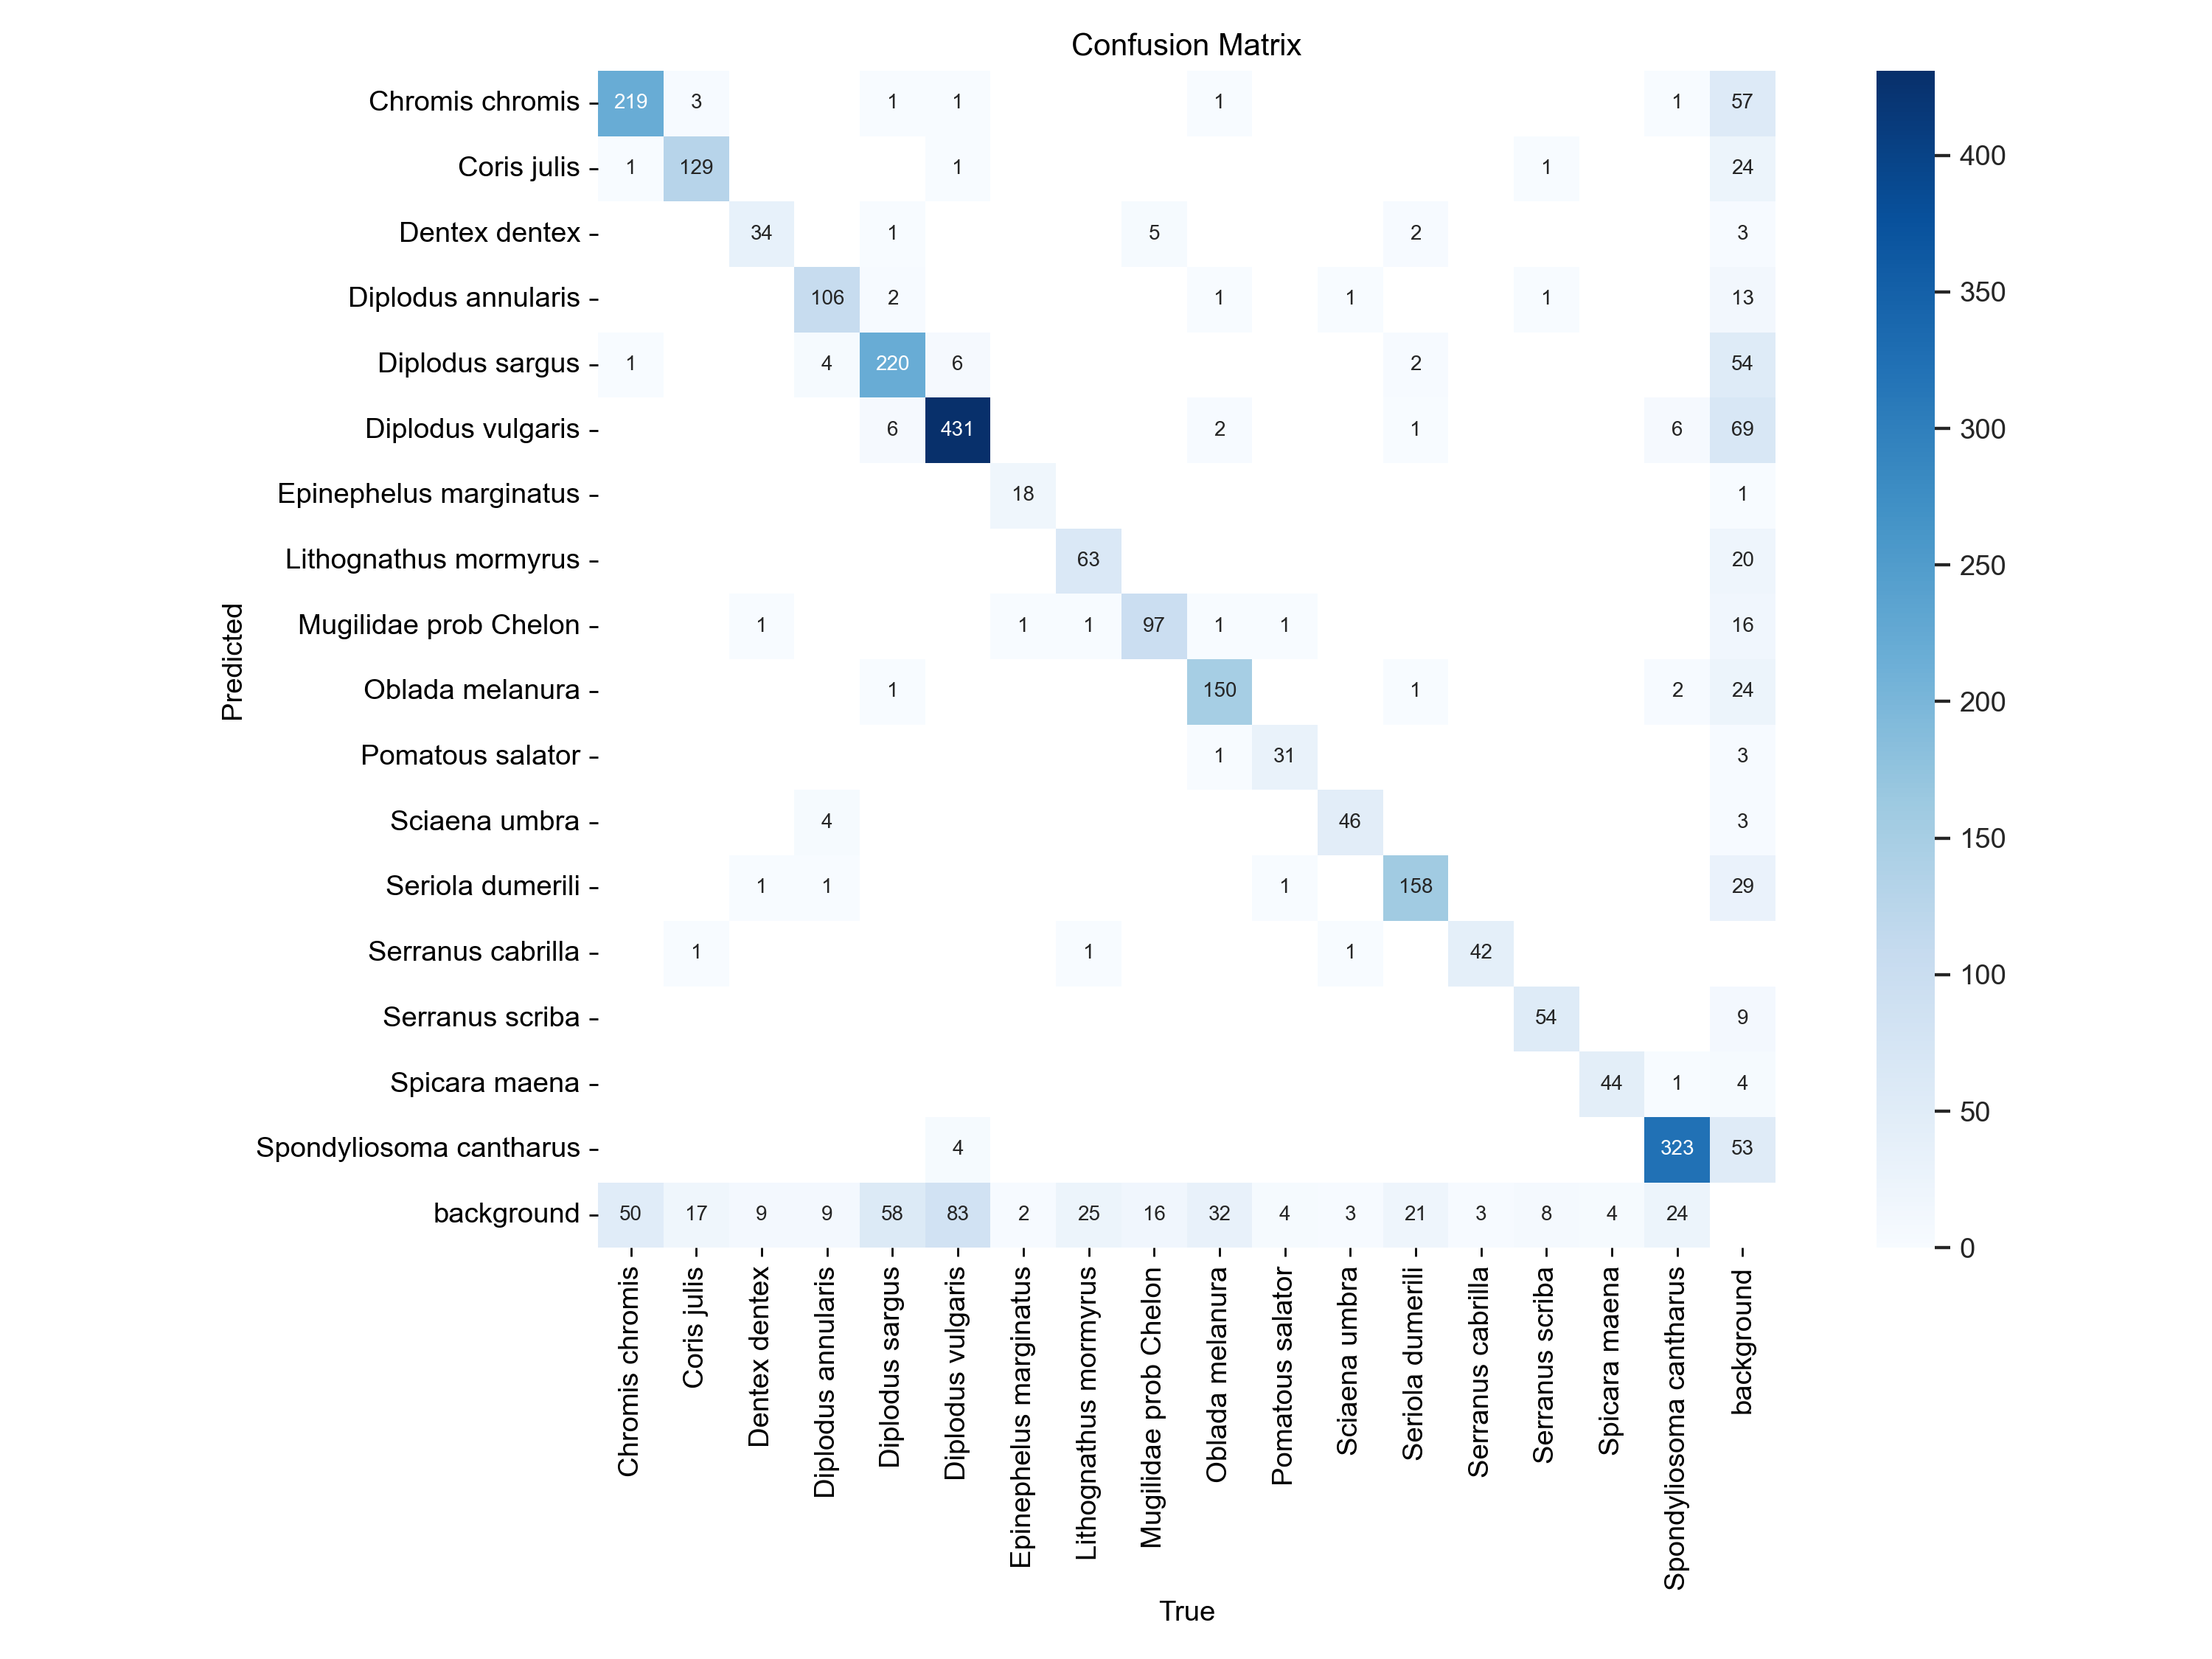 Confusion Matrix
Chromis chromis 219 3 1 1 1 1 57
Coris julis 1 129 1 1 24
Dentex dentex 34 1 5 2 3
Diplodus annularis 106 2 1 1 1 13
Diplodus sargus 1 4 220 6 2 54
Diplodus vulgaris 6 431 2 1 6 69
Epinephelus marginatus 18 1
Lithognathus mormyrus 63 20
Mugilidae prob Chelon 1 1 1 97 1 1 16
Oblada melanura 1 150 1 2 24
Pomatous salator 1 31 3
Sciaena umbra 4 46 3
Seriola dumerili 1 1 1 158 29
Serranus cabrilla 1 1 1 42
Serranus scriba 54 9
Spicara maena 44 1 4
Spondyliosoma cantharus 4 323 53
background 50 17 9 9 58 83 2 25 16 32 4 3 21 3 8 4 24
Predicted
Chromis chromis
Coris julis
Dentex dentex
Diplodus annularis
Diplodus sargus
Diplodus vulgaris
Epinephelus marginatus
Lithognathus mormyrus
Mugilidae prob Chelon
Oblada melanura
Pomatous salator
Sciaena umbra
Seriola dumerili
Serranus cabrilla
Serranus scriba
Spicara maena
Spondyliosoma cantharus
background
True
400
350
300
250
200
150
100
50
0